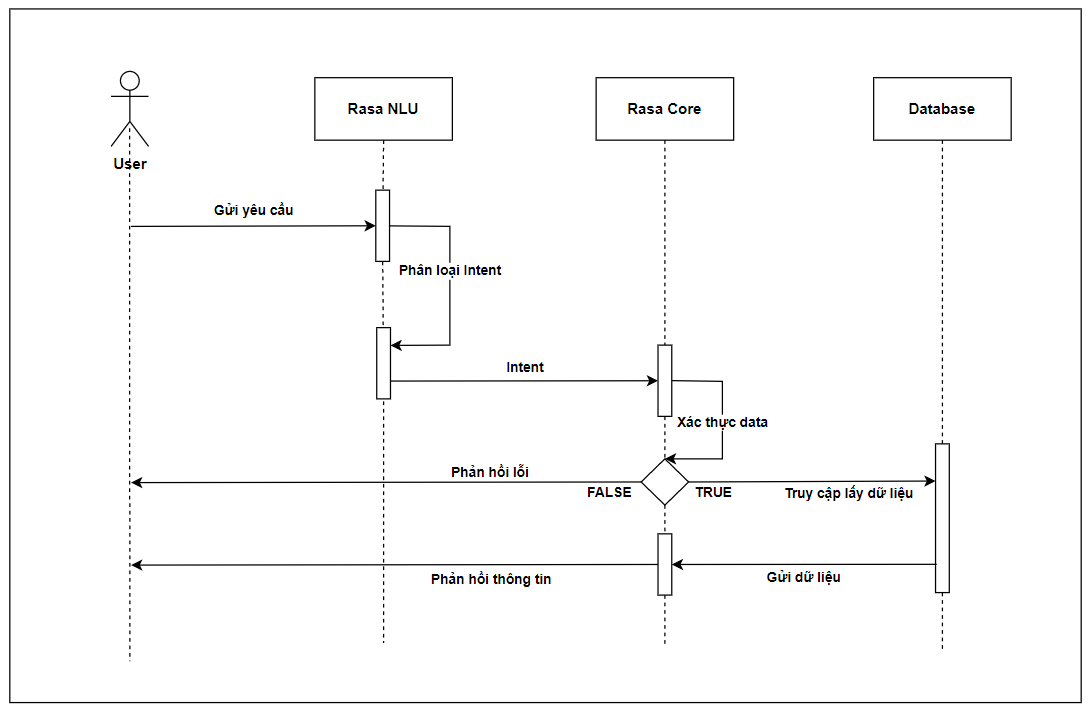 User
Rasa NLU
Rasa Core
Database
Gửi yêu cầu
Phân loại Intent
Intent
Xác thực data
Phản hồi lỗi
FALSE
TRUE
Truy cập lấy dữ liệu
Phản hồi thông tin
Gửi dữ liệu